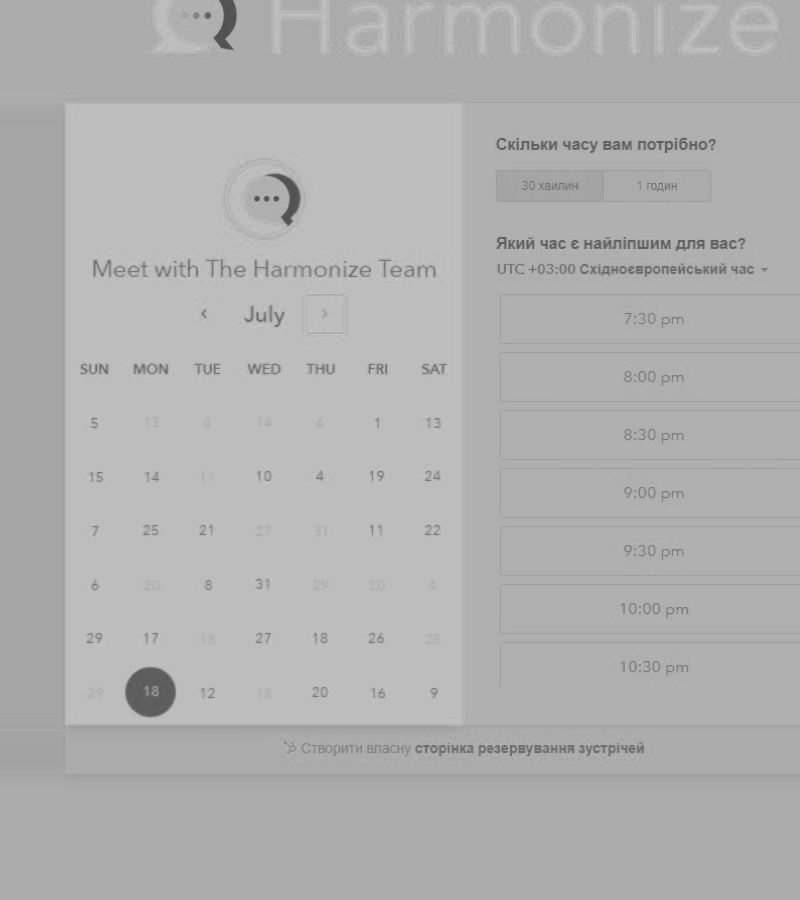 Harmonize
Meet with The Harmonize Team
July
SUN MON TUE WED THU FRI SAT
5 13 4 14 6 1 13
15 14 11 10 4 19 24
7 25 21 27 31 11 22
6 20 8 31 29 20 6
29 17 18 27 18 26 28
29 18 12 18 20 16 9
Скільки часу вам потрібно?
30 хвилин 1 годин
Який час є найліпшим для вас?
UTC +03:00 Східноєвропейський час
7:30 pm
8:00 pm
8:30 pm
9:00 pm
9:30 pm
10:00 pm
10:30 pm
Створити власну сторінка резервування зустрічей